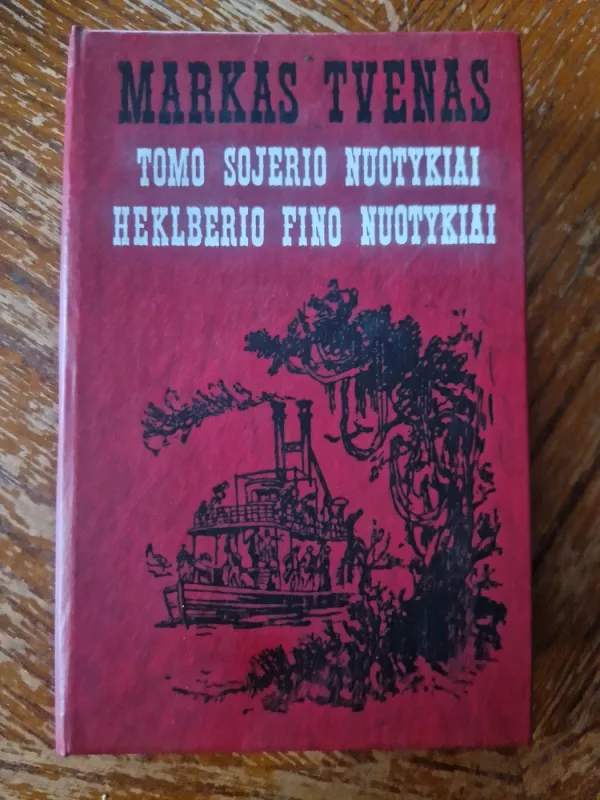 MARKAS TVENAS
TOMO SOJERIO NUOTYKIAI
HEKLBERIO FINO NUOTYKIAI